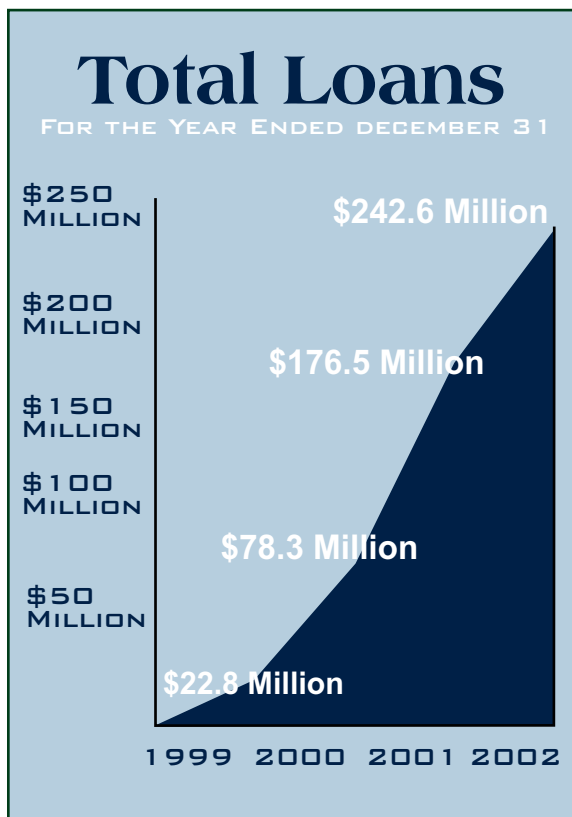 Total Loans
For the Year Ended december 31
$250
Million
$242.6 Million
$200
Million
$176.5 Million
$150
Million
$100
Million
$78.3 Million
$50
Million
$22.8 Million
1999 2000 2001 2002